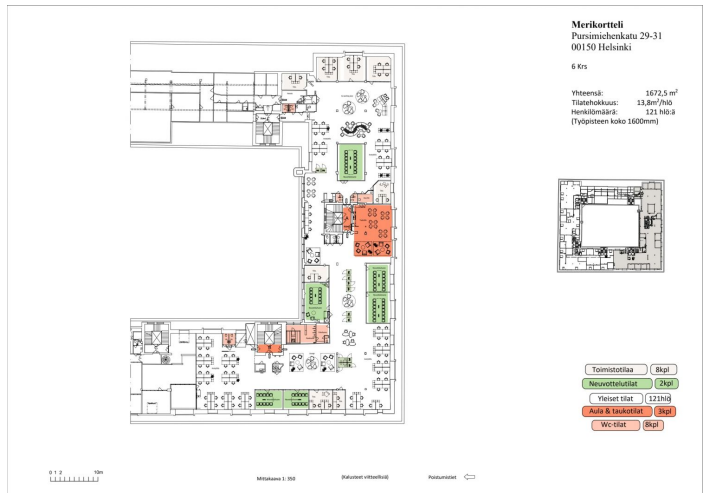 Merikortteli
Pursimiehenkatu 29-31
00150 Helsinki
6 Krs
Yhteensä: 1672,5 m²
Tilatehokkuus: 13,8m²/hlö
Henkilömäärä: 121 hlö:ä
(Työpisteen koko 1600mm)
Toimistotilaa 8kpl
Neuvottelutilat 2kpl
Yleiset tilat 121hlö
Aula & taukotilat 3kpl
Wc-tilat 8kpl
0 1 2 10m
Mittakaava 1: 350
(Kalusteet viitteellisiä)
Poistumistiet